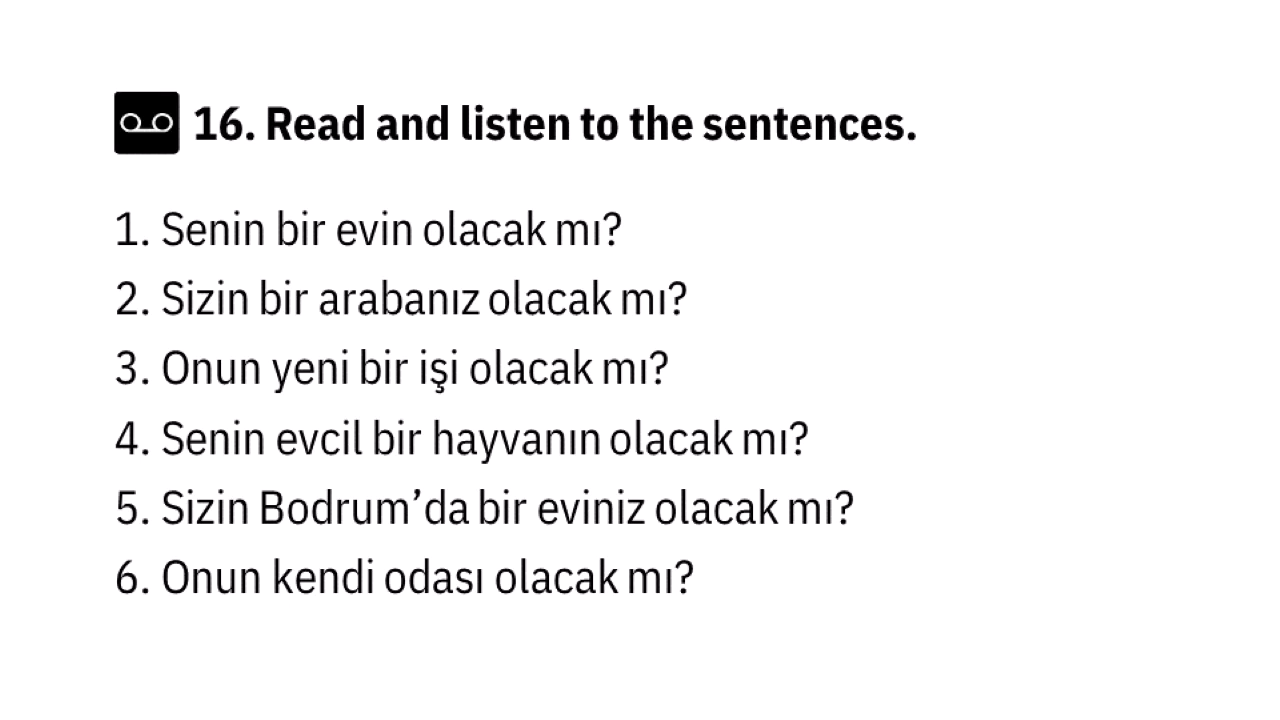 16. Read and listen to the sentences.
1. Senin bir evin olacak mı?
2. Sizin bir arabanız olacak mı?
3. Onun yeni bir işi olacak mı?
4. Senin evcil bir hayvanın olacak mı?
5. Sizin Bodrum’da bir eviniz olacak mı?
6. Onun kendi odası olacak mı?